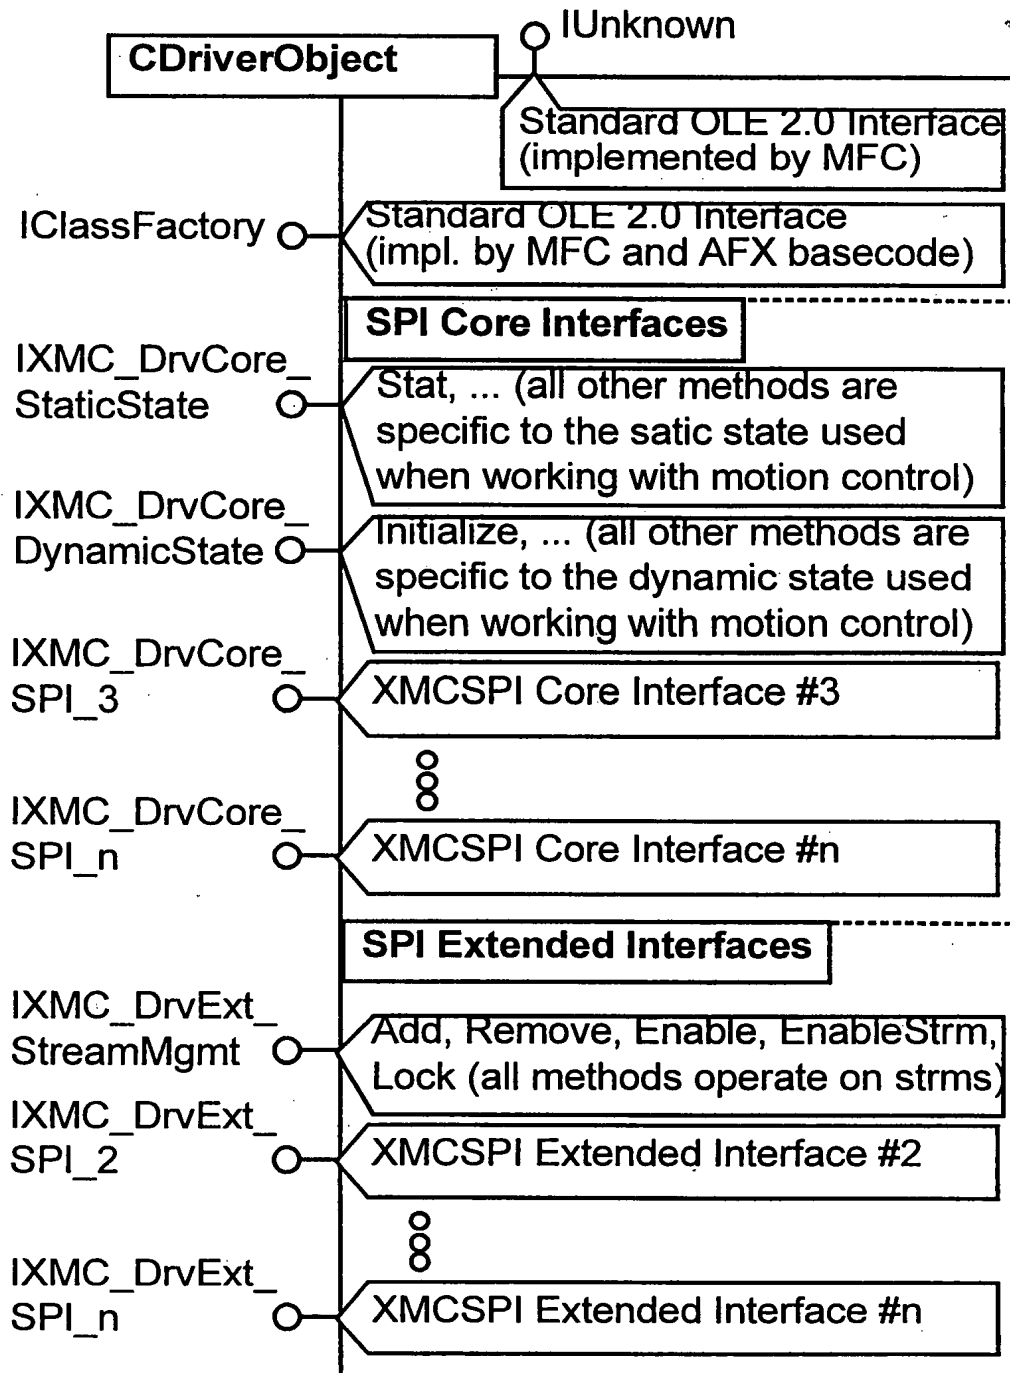 IUnknown
CDriverObject
Standard OLE 2.0 Interface
(implemented by MFC)
IClassFactory
Standard OLE 2.0 Interface
(impl. by MFC and AFX basecode)
SPI Core Interfaces
IXMC_DrvCore_
StaticState
Stat, ... (all other methods are
specific to the satic state used
when working with motion control)
IXMC_DrvCore_
DynamicState
Initialize, ... (all other methods are
specific to the dynamic state used
when working with motion control)
IXMC_DrvCore_
SPI_3
XMCSPI Core Interface #3
IXMC_DrvCore_
SPI_n
XMCSPI Core Interface #n
SPI Extended Interfaces
IXMC_DrvExt_
StreamMgmt
Add, Remove, Enable, EnableStrm,
Lock (all methods operate on strms)
IXMC_DrvExt_
SPI_2
XMCSPI Extended Interface #2
IXMC_DrvExt_
SPI_n
XMCSPI Extended Interface #n